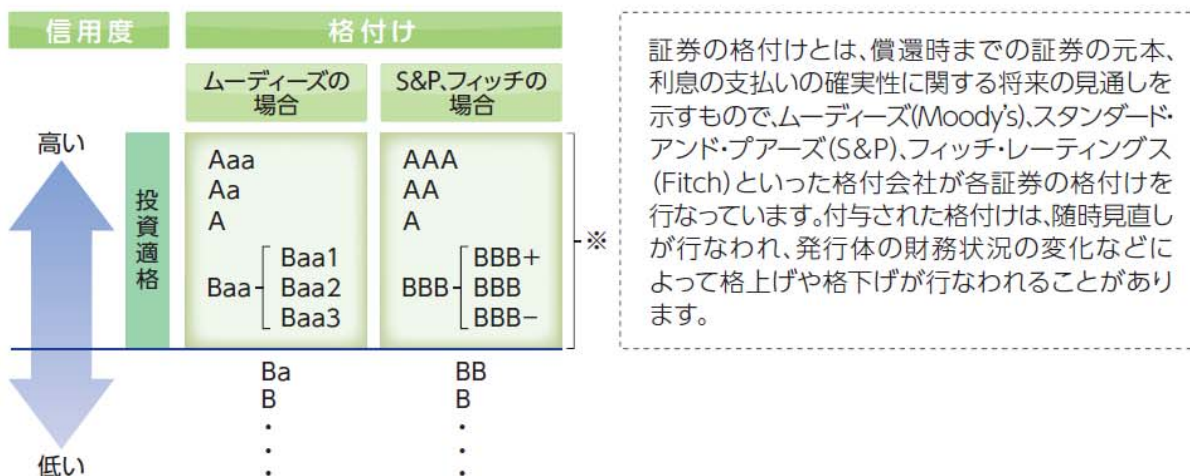 信用度
格付け
ムーディーズの
場合
S&P、フィッチの
場合
高い
低い
投資適格
Aaa
Aa
A
Baa
Baa1
Baa2
Baa3
AAA
AA
A
BBB
BBB+
BBB
BBB−
※
Ba
B
・
・
・
BB
B
・
・
・
証券の格付けとは、償還時までの証券の元本、
利息の支払いの確実性に関する将来の見通しを
示すもので、ムーディーズ(Moody's)、スタンダード・
アンド・プアーズ(S&P)、フィッチ・レーティングス
(Fitch)といった格付会社が各証券の格付けを
行なっています。付与された格付けは、随時見直し
が行なわれ、発行体の財務状況の変化などに
よって格上げや格下げが行なわれることがあり
ます。